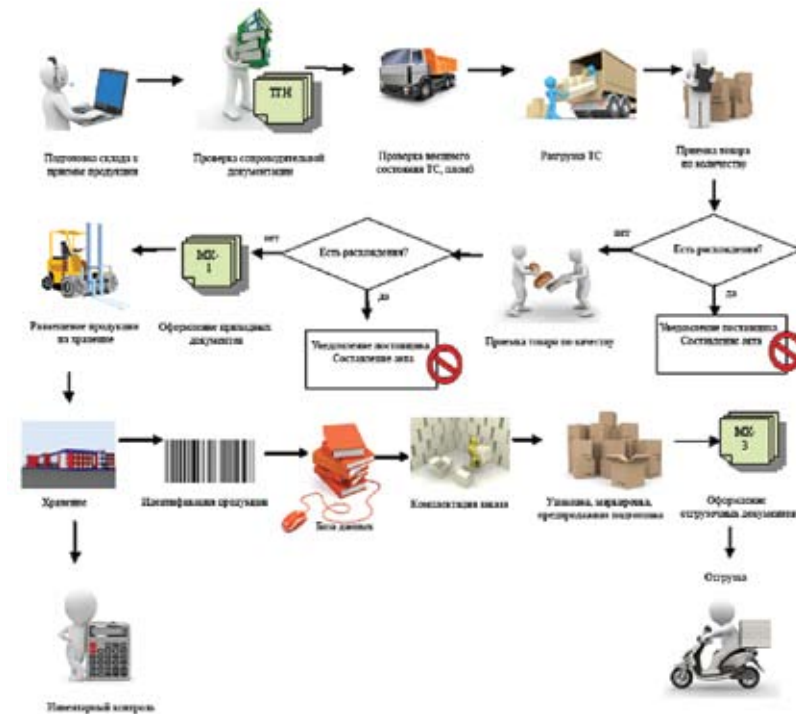 ТТН
Подготовка склада к
приемке продукции
Проверка сопроводительной
документации
Проверка внешнего
состояния ТС, пломб
Разгрузка ТС
Приемка товара
по количеству
Есть расхождения?
нет
да
Уведомление поставщика
Составление акта
Приемка товара по качеству
Есть расхождения?
нет
да
Уведомление поставщика
Составление акта
МХ-
1
Оформление приходных
документов
Размещение продукции
на хранение
Хранение
Идентификация продукции
База данных
Комплектация заказа
Упаковка, маркировка,
предпродажная подготовка
МХ-
3
Оформление
отгрузочных документов
Отгрузка
Инвентарный контроль